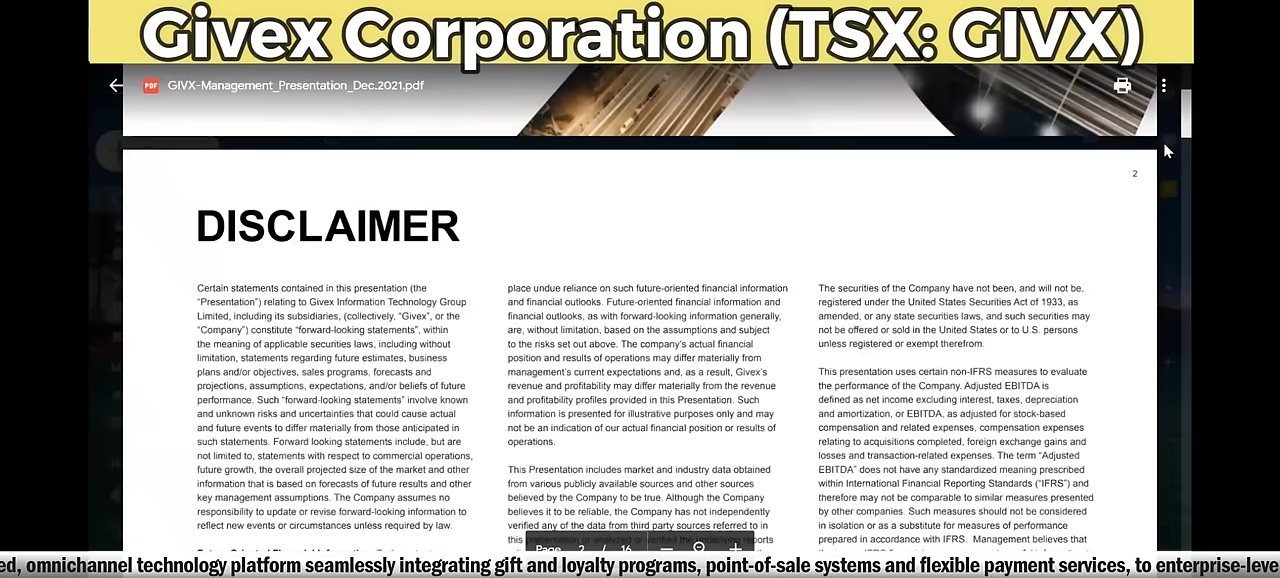 Givex Corporation (TSX: GIVX)
GIVX-Management_Presentation_Dec.2021.pdf
2
DISCLAIMER
Certain statements contained in this presentation (the
“Presentation”) relating to Givex Information Technology Group
Limited, including its subsidiaries, (collectively, “Givex”, or the
“Company”) constitute “forward-looking statements”, within
the meaning of applicable securities laws, including without
limitation, statements regarding future estimates, business
plans and/or objectives, sales programs, forecasts and
projections, assumptions, expectations, and/or beliefs of future
performance. Such “forward-looking statements” involve known
and unknown risks and uncertainties that could cause actual
and future events to differ materially from those anticipated in
such statements. Forward looking statements include, but are
not limited to, statements with respect to commercial operations,
future growth, the overall projected size of the market and other
information that is based on forecasts of future results and other
key management assumptions. The Company assumes no
responsibility to update or revise forward-looking information to
reflect new events or circumstances unless required by law.
place undue reliance on such future-oriented financial information
and financial outlooks. Future-oriented financial information and
financial outlooks, as with forward-looking information generally,
are, without limitation, based on the assumptions and subject
to the risks set out above. The company’s actual financial
position and results of operations may differ materially from
management’s current expectations and, as a result, Givex’s
revenue and profitability may differ materially from the revenue
and profitability profiles provided in this Presentation. Such
information is presented for illustrative purposes only and may
not be an indication of our actual financial position or results of
operations.
This Presentation includes market and industry data obtained
from various publicly available sources and other sources
believed by the Company to be true. Although the Company
believes it to be reliable, the Company has not independently
verified any of the data from third party sources referred to in
this presentation or analyzed or verified the underlying reports
The securities of the Company have not been, and will not be,
registered under the United States Securities Act of 1933, as
amended, or any state securities laws, and such securities may
not be offered or sold in the United States or to U.S. persons
unless registered or exempt therefrom.
This presentation uses certain non-IFRS measures to evaluate
the performance of the Company. Adjusted EBITDA is
defined as net income excluding interest, taxes, depreciation
and amortization, or EBITDA, as adjusted for stock-based
compensation and related expenses, compensation expenses
relating to acquisitions completed, foreign exchange gains and
losses and transaction-related expenses. The term “Adjusted
EBITDA” does not have any standardized meaning prescribed
within International Financial Reporting Standards (“IFRS”) and
therefore may not be comparable to similar measures presented
by other companies. Such measures should not be considered
in isolation or as a substitute for measures of performance
prepared in accordance with IFRS. Management believes that
Page 2 / 16
ed, omnichannel technology platform seamlessly integrating gift and loyalty programs, point-of-sale systems and flexible payment services, to enterprise-leve